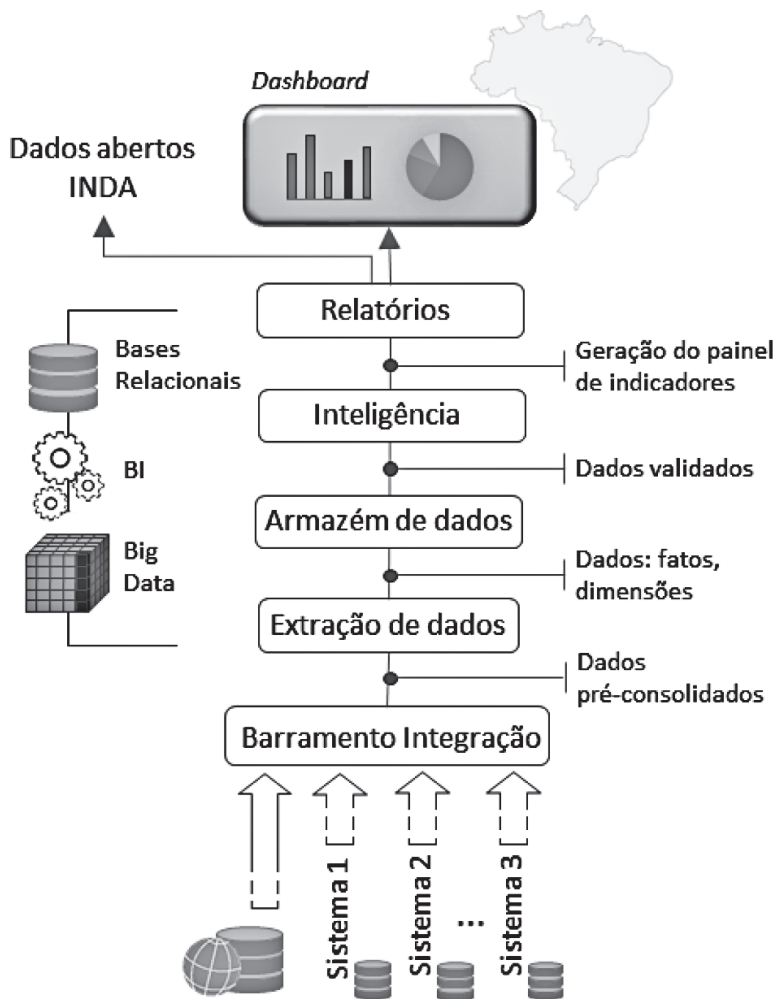 Dashboard
Dados abertos
INDA
Relatórios
Bases
Relacionais
Geração do painel
de indicadores
Inteligência
BI
Dados validados
Armazém de dados
Big
Data
Dados: fatos,
dimensões
Extração de dados
Dados
pré-consolidados
Barramento Integração
Sistema 1
Sistema 2
...
Sistema 3